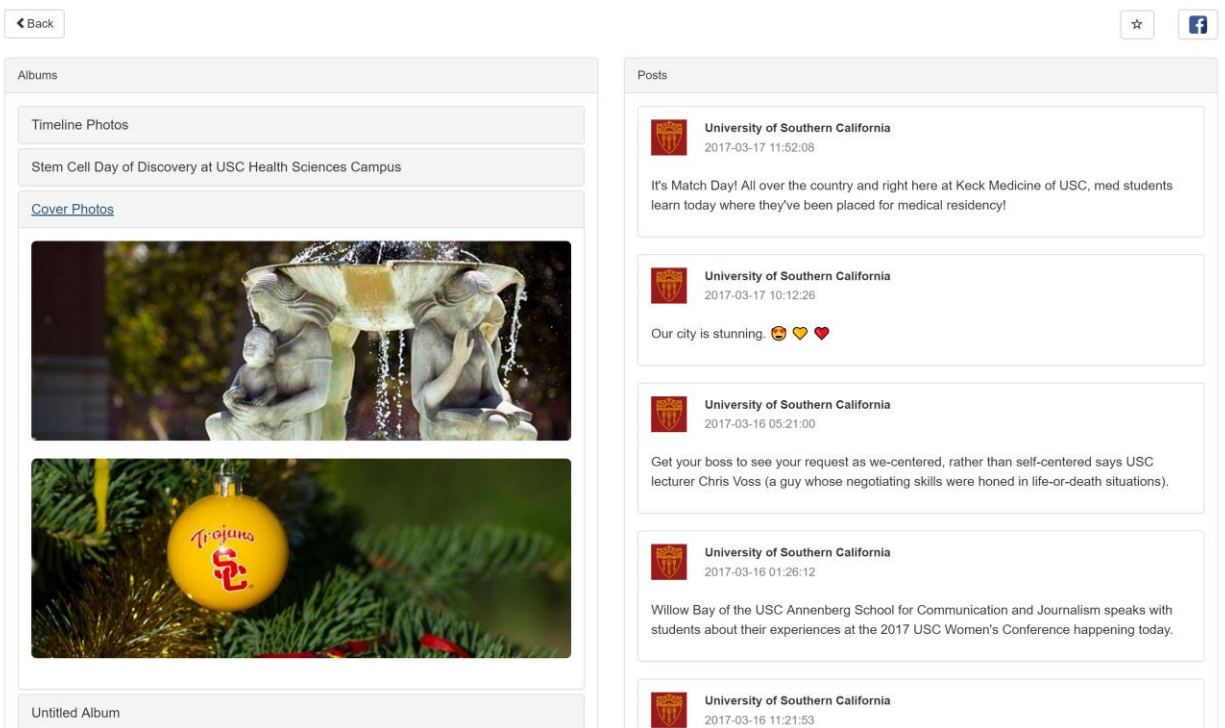 Back
☆
f
Albums
Timeline Photos
Stem Cell Day of Discovery at USC Health Sciences Campus
Cover Photos
Trojans
SC
Untitled Album
Posts
University of Southern California
2017-03-17 11:52:08
It's Match Day! All over the country and right here at Keck Medicine of USC, med students
learn today where they've been placed for medical residency!
University of Southern California
2017-03-17 10:12:26
Our city is stunning. 😍 💛 ❤️
University of Southern California
2017-03-16 05:21:00
Get your boss to see your request as we-centered, rather than self-centered says USC
lecturer Chris Voss (a guy whose negotiating skills were honed in life-or-death situations).
University of Southern California
2017-03-16 01:26:12
Willow Bay of the USC Annenberg School for Communication and Journalism speaks with
students about their experiences at the 2017 USC Women's Conference happening today.
University of Southern California
2017-03-16 11:21:53